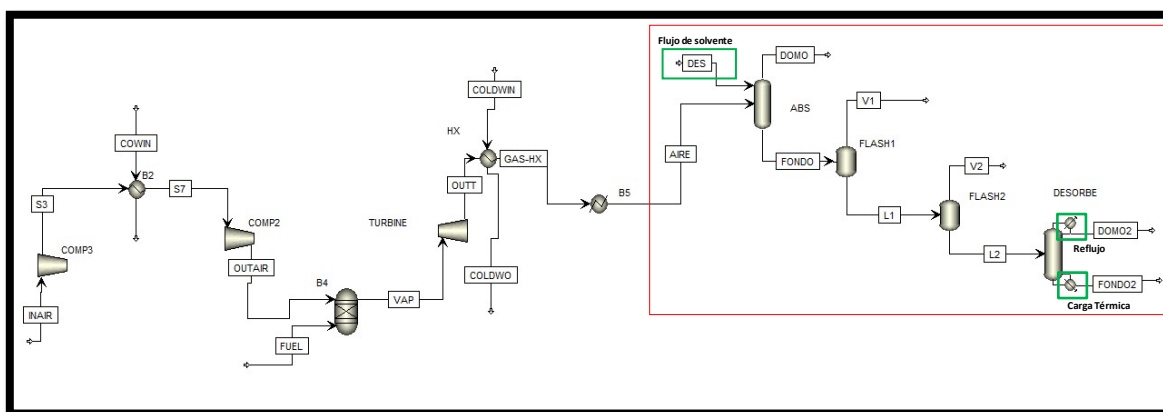 Flujo de solvente
DES
DOMO
COLDWIN
COWIN
HX
ABS
V1
GAS-HX
AIRE
FONDO
FLASH1
B2
S7
OUTT
V2
S3
B5
DESORBE
COMP2
TURBINE
L1
FLASH2
DOMO2
Reflujo
COMP3
OUTAIR
COLDWO
L2
B4
FONDO2
VAP
Carga Térmica
INAIR
FUEL